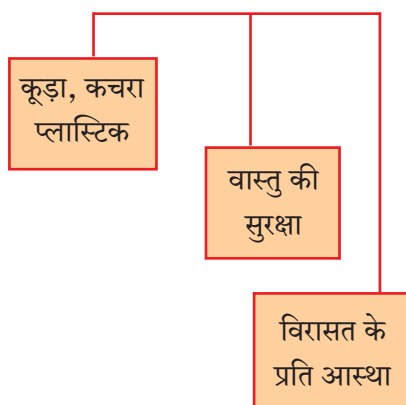 कूड़ा, कचरा
प्लास्टिक
वास्तु की
सुरक्षा
विरासत के
प्रति आस्था